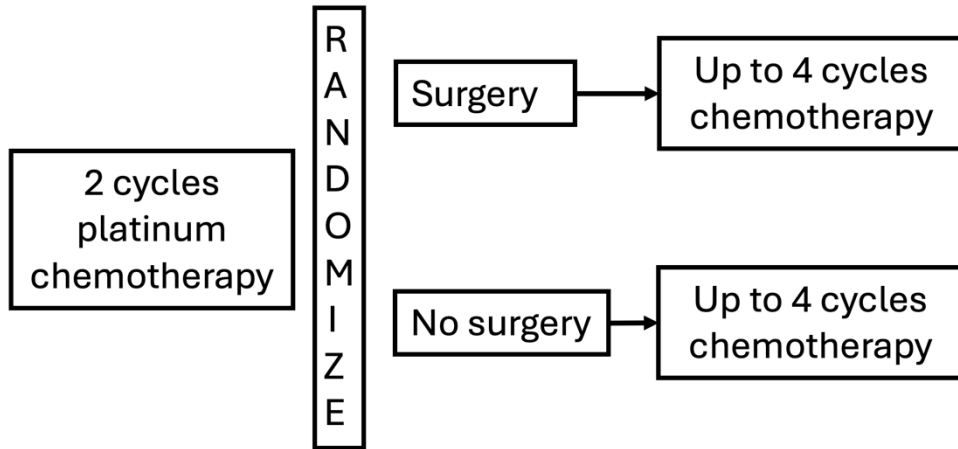 2 cycles
platinum
chemotherapy
R
A
N
D
O
M
I
Z
E
Surgery
Up to 4 cycles
chemotherapy
No surgery
Up to 4 cycles
chemotherapy